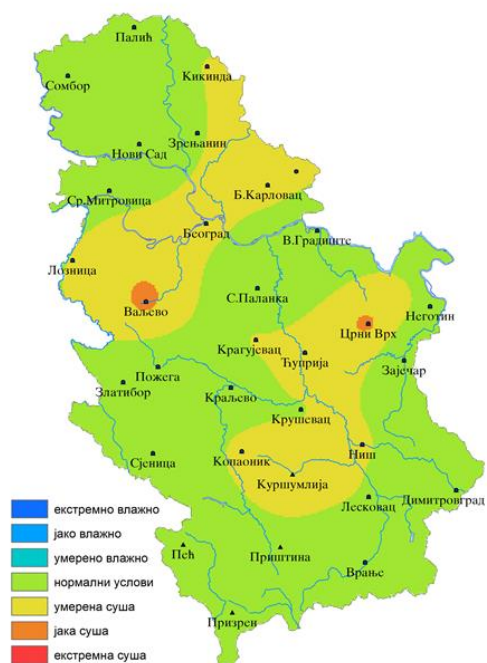 Палић
Сомбор
Кикинда
Зрењанин
Нови Сад
Б.Карловац
Ср.Митровица
Београд
В.Градиште
Лозница
С.Паланка
Ваљево
Неготин
Црни Врх
Крагујевац
Ћуприја
Зајечар
Пожега
Златибор
Краљево
Крушевац
Ниш
Сјеница
Копаоник
Куршумлија
Димитровград
Лесковац
Пећ
Приштина
Врање
Призрен
екстремно влажно
јако влажно
умерено влажно
нормални услови
умерена суша
јака суша
екстремна суша